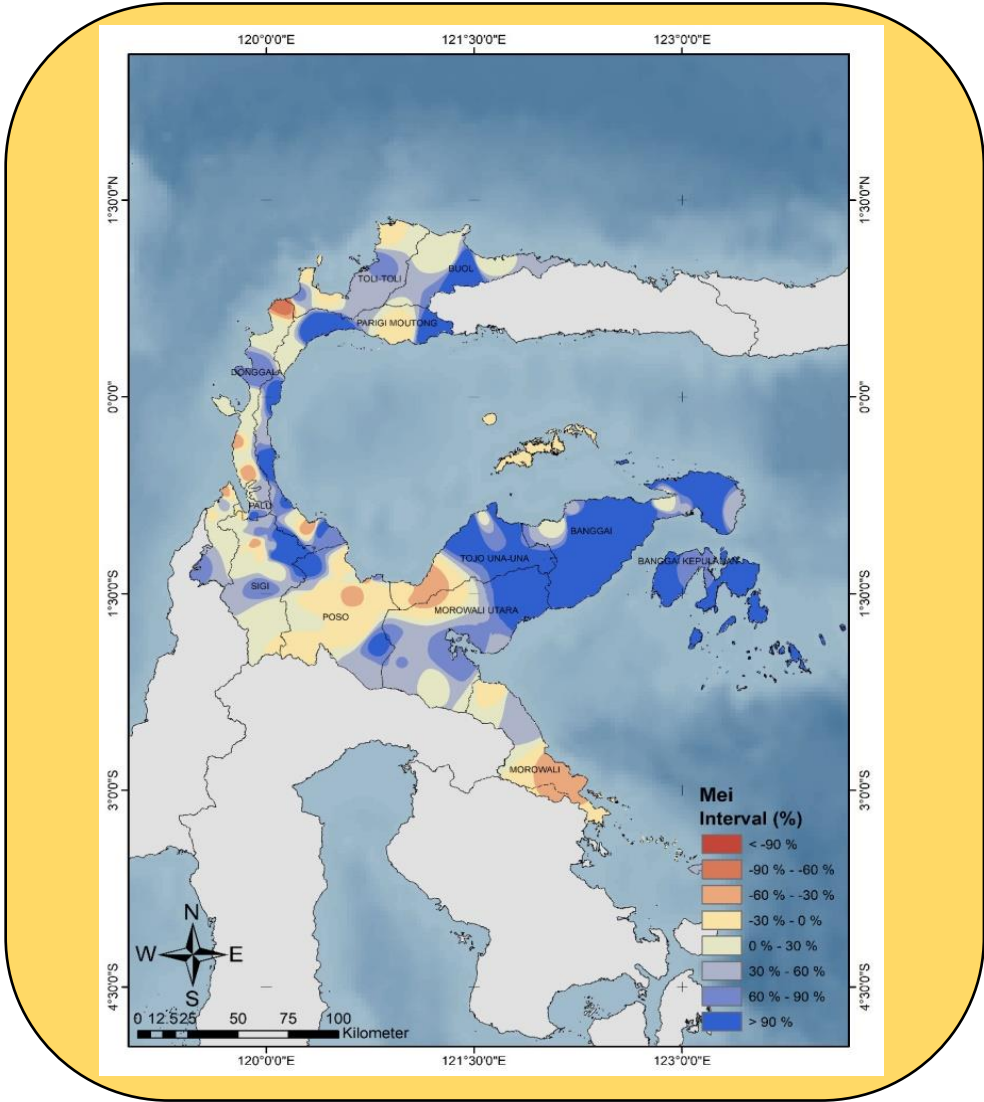 120°0'0"E 121°30'0"E 123°0'0"E
1°30'0"N 1°30'0"N
TOLI-TOLI
BUOL
PARIGI MOUTONG
DONGGALA
0°0'0" 0°0'0"
PALU
BANGGAI
TOJO UNA-UNA
BANGGAI KEPULAUAN
SIGI
1°30'0"S 1°30'0"S
MOROWALI UTARA
POSO
MOROWALI
3°0'0"S 3°0'0"S
Mei
Interval (%)
< -90 %
-90 % - -60 %
-60 % - -30 %
-30 % - 0 %
0 % - 30 %
30 % - 60 %
60 % - 90 %
> 90 %
N
W E
S
4°30'0"S 4°30'0"S
0 12.525 50 75 100
Kilometer
120°0'0"E 121°30'0"E 123°0'0"E